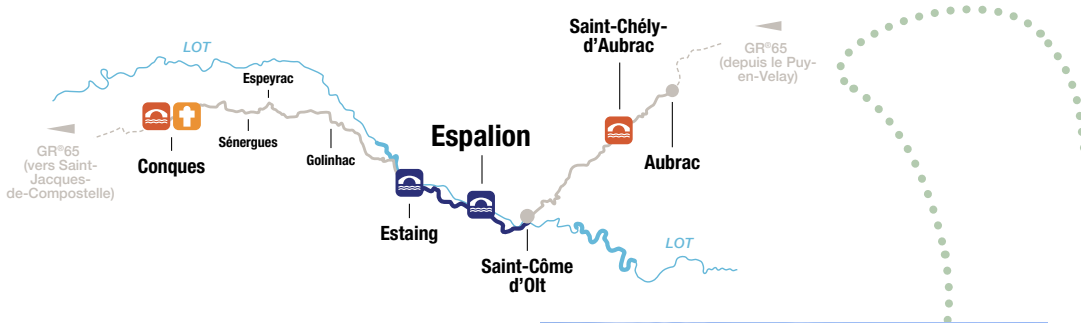 LOT
Espeyrac
Sénergues
Golinhac
Conques
GR®65
(vers Saint-
Jacques-
de-Compostelle)
Estaing
Espalion
Saint-Côme
d'Olt
Saint-Chély-
d'Aubrac
Aubrac
GR®65
(depuis le Puy-
en-Velay)
LOT